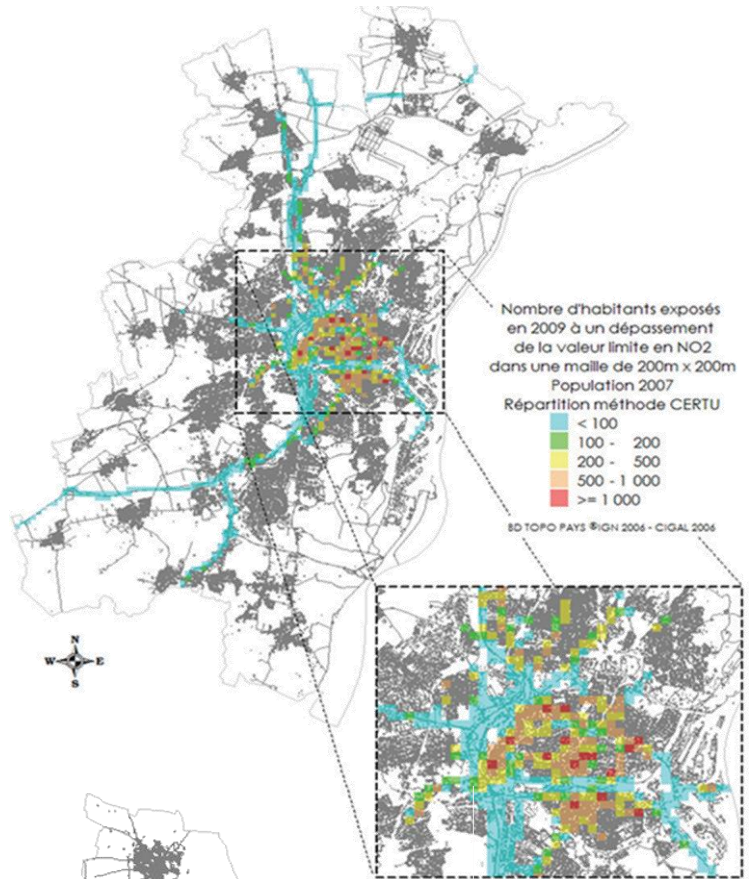 Nombre d'habitants exposés
en 2009 à un dépassement
de la valeur limite en NO2
dans une maille de 200m x 200m
Population 2007
Répartition méthode CERTU
< 100
100 - 200
200 - 500
500 - 1 000
>= 1 000
BD TOPO PAYS ®IGN 2006 - CIGAL 2006
N
W E
S